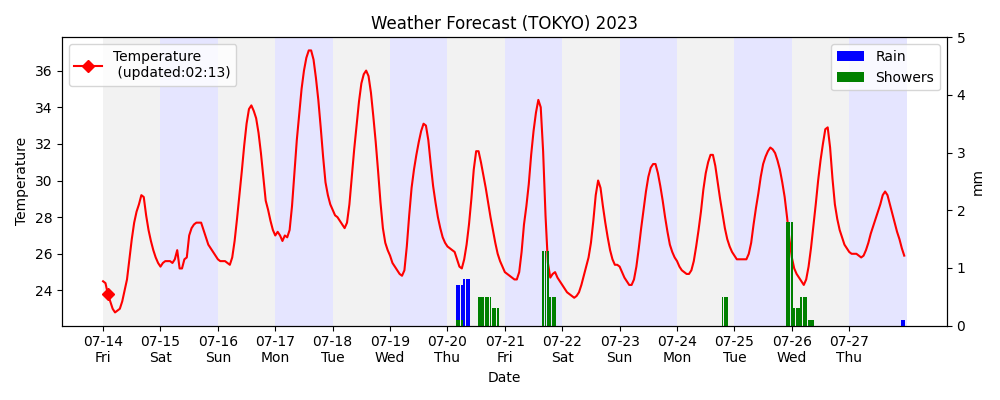 Weather Forecast (TOKYO) 2023
Temperature
(updated:02:13)
Rain
Showers
Temperature
36
34
32
30
28
26
24
5
4
3
2
1
0
mm
07-14 07-15 07-16 07-17 07-18 07-19 07-20 07-21 07-22 07-23 07-24 07-25 07-26 07-27
Fri Sat Sun Mon Tue Wed Thu Fri Sat Sun Mon Tue Wed Thu
Date